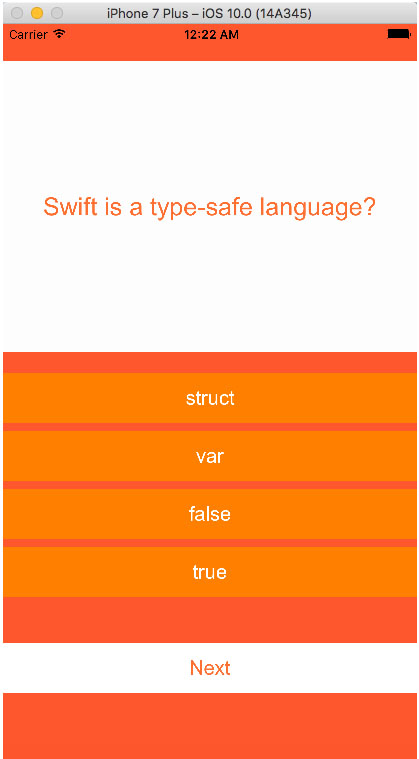 iPhone 7 Plus – iOS 10.0 (14A345)
Carrier 12:22 AM
Swift is a type-safe language?
struct
var
false
true
Next